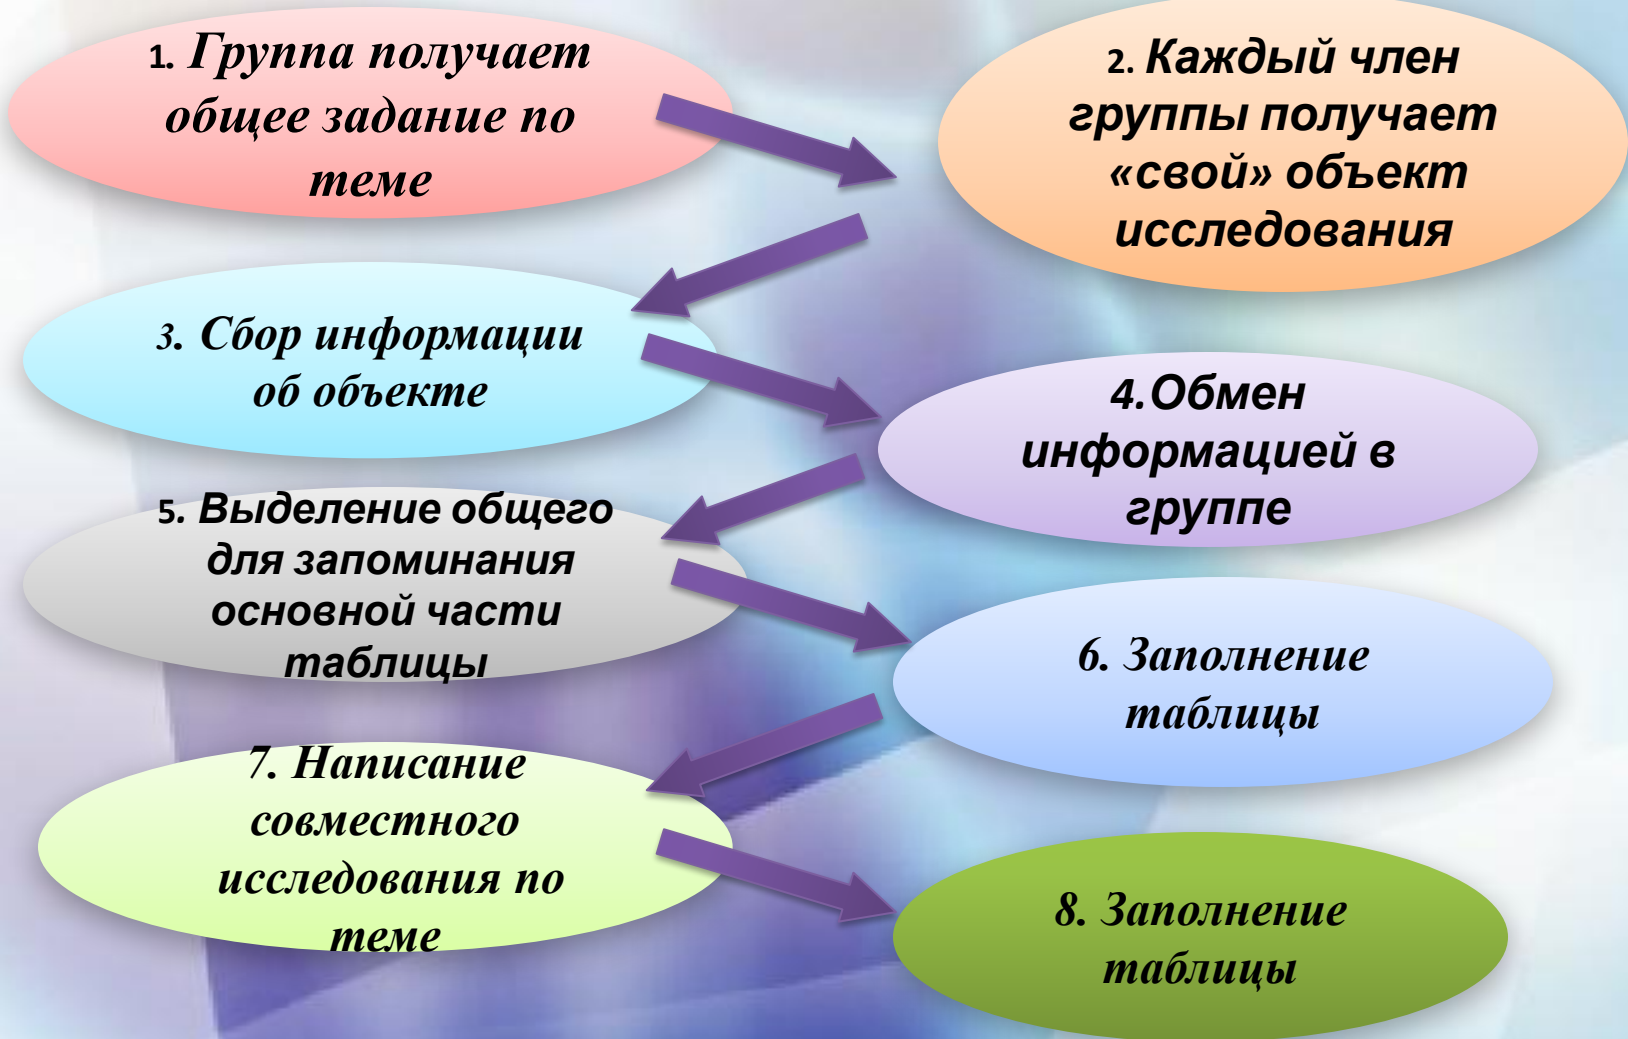 1. Группа получает
общее задание по
теме
2. Каждый член
группы получает
«свой» объект
исследования
3. Сбор информации
об объекте
4.Обмен
информацией в
группе
5. Выделение общего
для запоминания
основной части
таблицы
6. Заполнение
таблицы
7. Написание
совместного
исследования по
теме
8. Заполнение
таблицы